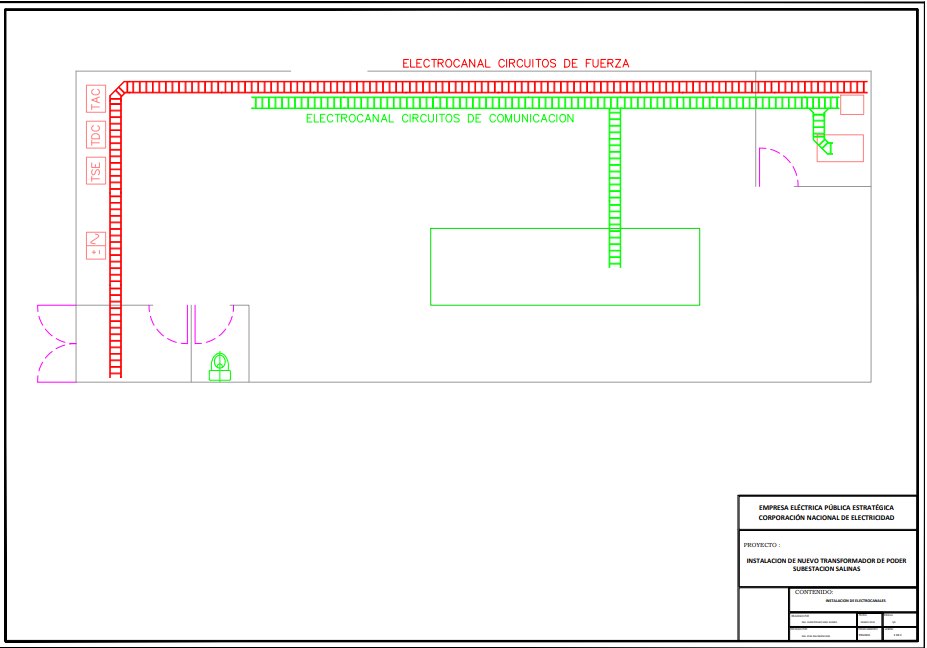 ELECTROCANAL CIRCUITOS DE FUERZA
TAC
ELECTROCANAL CIRCUITOS DE COMUNICACION
TDC
TSE
EMPRESA ELÉCTRICA PÚBLICA ESTRATÉGICA
CORPORACIÓN NACIONAL DE ELECTRICIDAD
PROYECTO :
INSTALACION DE NUEVO TRANSFORMADOR DE PODER
SUBESTACION SALINAS
CONTENIDO:
INSTALACION DE ELECTROCANALES